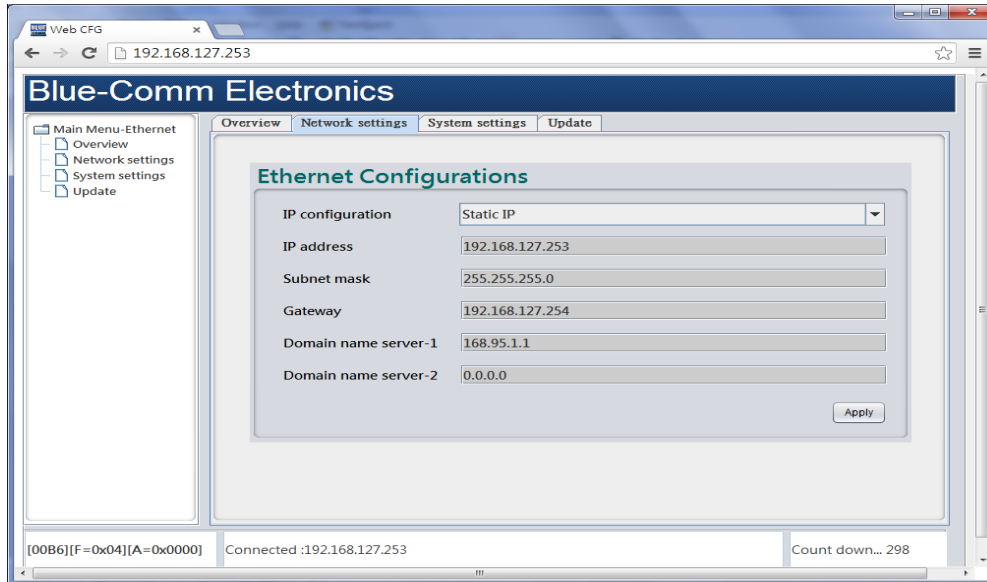 Web CFG
192.168.127.253
Blue-Comm Electronics
Main Menu-Ethernet
Overview
Network settings
System settings
Update
Overview Network settings System settings Update
Ethernet Configurations
IP configuration Static IP
IP address 192.168.127.253
Subnet mask 255.255.255.0
Gateway 192.168.127.254
Domain name server-1 168.95.1.1
Domain name server-2 0.0.0.0
Apply
[00B6][F=0x04][A=0x0000] Connected :192.168.127.253 Count down... 298